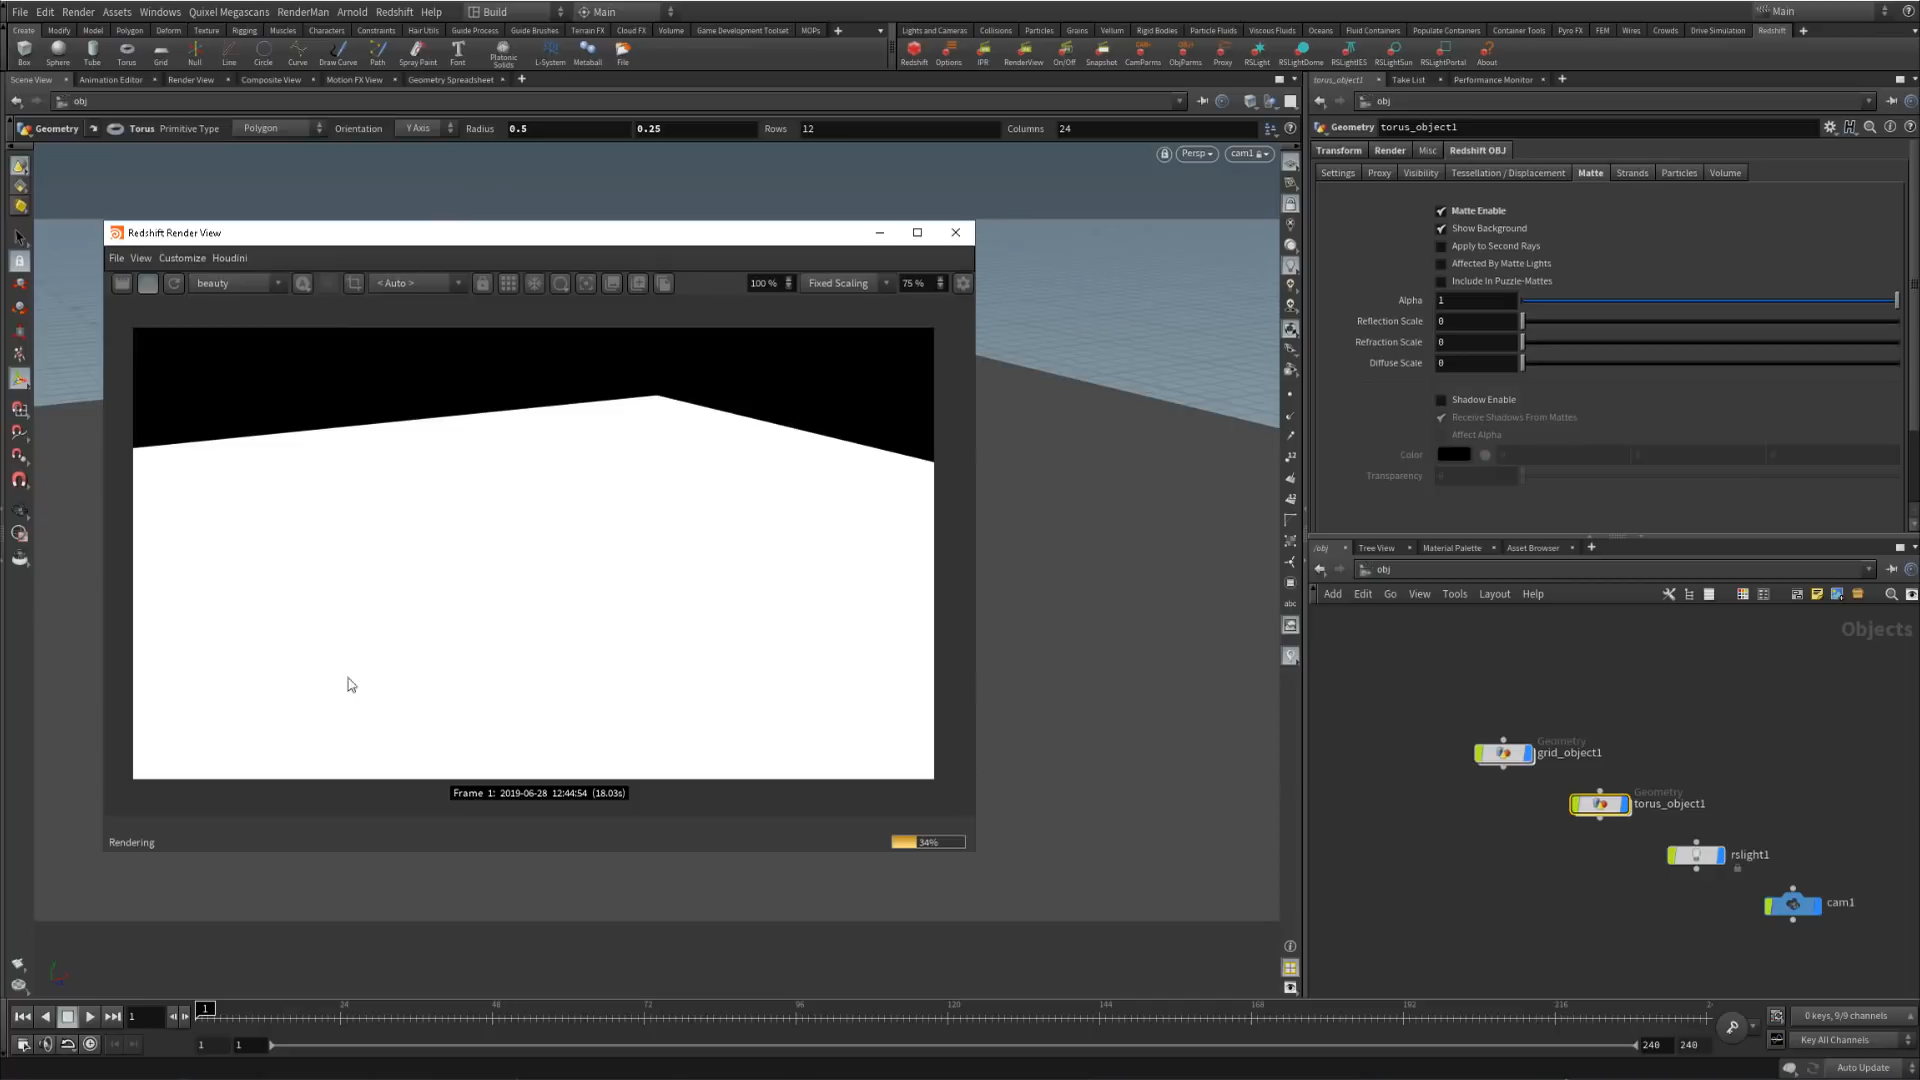 File Edit Render Assets Windows Quixel Megascans RenderMan Arnold Redshift Help Build Main Main
Create Modify Model Polygon Deform Texture Rigging Muscles Characters Constraints Hair Utils Guide Process Guide Brushes Terrain FX Cloud FX Volume Game Development Toolset MOPs
Lights and Cameras Collisions Particles Grains Vellum Rigid Bodies Particle Fluids Viscous Fluids Oceans Fluid Containers Populate Containers Container Tools Pyro FX FEM Wires Crowds Drive Simulation Redshift
Box Sphere Tube Torus Grid Null Line Circle Curve Draw Curve Path Spray Paint Font Platonic Solids L-System Metaball File
Redshift Options IPR RenderView On/Off Snapshot CamParms ObjParms Proxy RSLight RSLightDome RSLightIES RSLightSun RSLightPortal About
Scene View Animation Editor Render View Composite View Motion FX View Geometry Spreadsheet
torus_object1 Take List Performance Monitor
obj
obj
Geometry Torus Primitive Type Polygon Orientation Y Axis Radius 0.5 0.25 Rows 12 Columns 24
Geometry torus_object1
Persp cam1
Transform Render Misc Redshift OBJ
Settings Proxy Visibility Tessellation / Displacement Matte Strands Particles Volume
Matte Enable
Show Background
Apply to Second Rays
Affected By Matte Lights
Include In Puzzle-Mattes
Alpha 1
Reflection Scale 0
Refraction Scale 0
Diffuse Scale 0
Shadow Enable
Receive Shadows From Mattes
Affect Alpha
Color 0 0 0
Transparency 0
Redshift Render View
File View Customize Houdini
beauty < Auto > 100 % Fixed Scaling 75 %
Frame 1: 2019-06-28 12:44:54 (18.03s)
Rendering 34%
/obj Tree View Material Palette Asset Browser
obj
Add Edit Go View Tools Layout Help
Objects
Geometry
grid_object1
Geometry
torus_object1
rslight1
cam1
12
abc
1 1 24 48 72 96 120 144 168 192 216 2
0 keys, 9/9 channels
1 1 240 240 Key All Channels
Auto Update